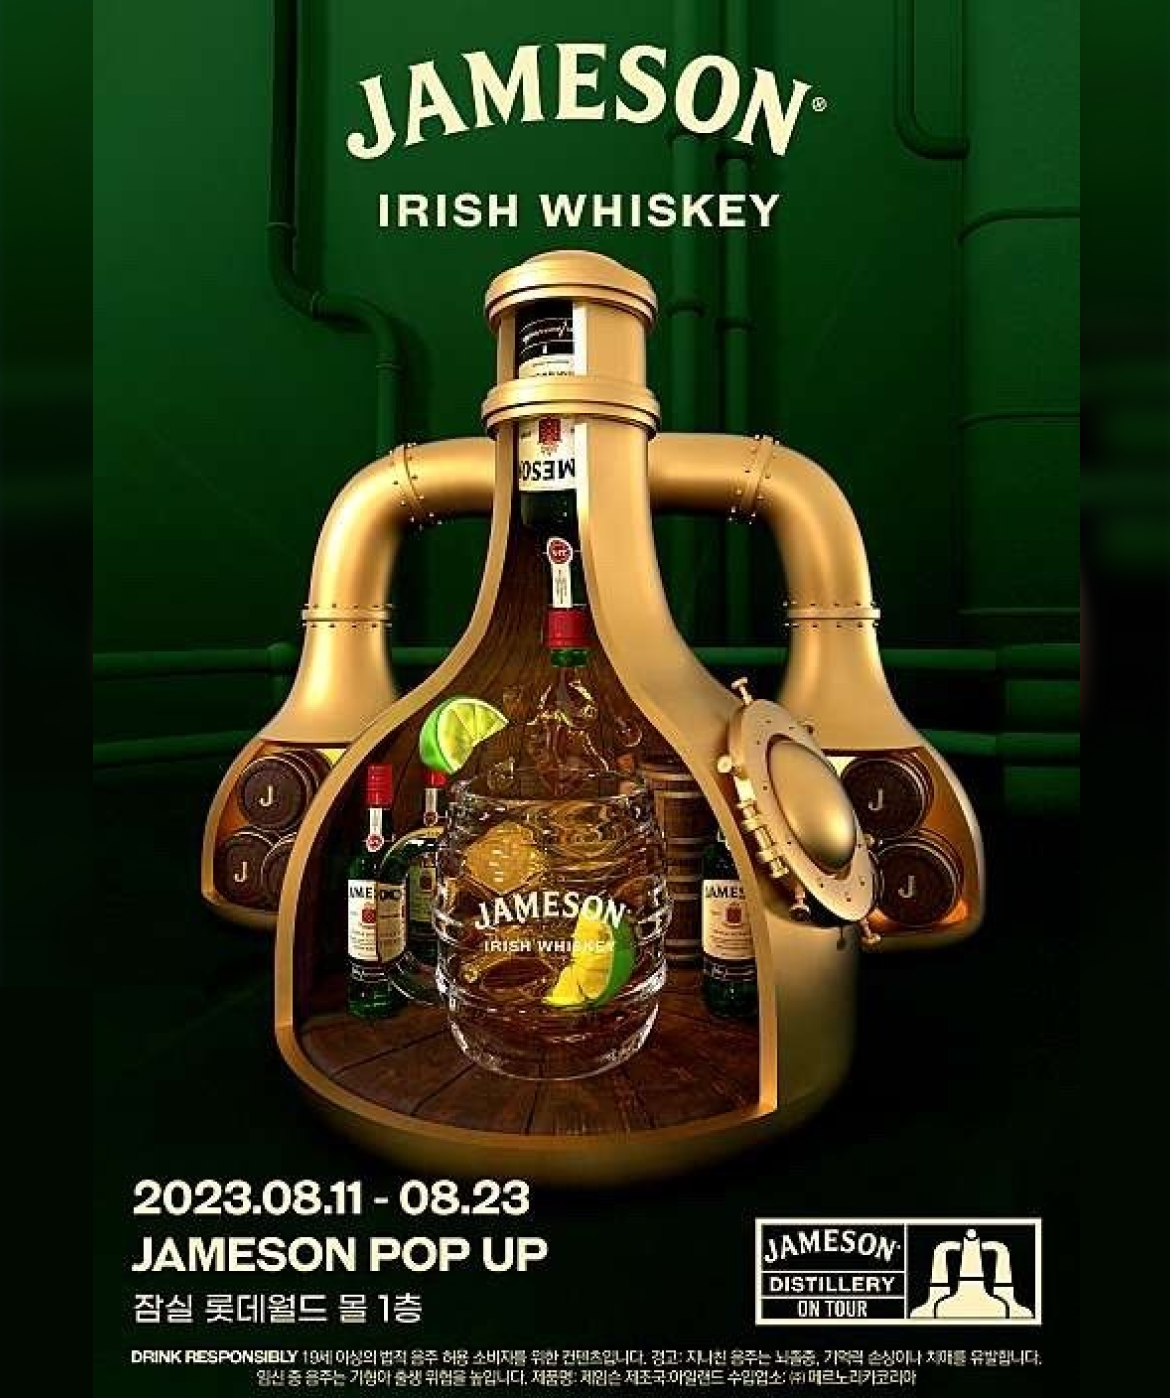 JAMESON®
IRISH WHISKEY
JAMESON
J
J
J
J
JAMESON
JAMESON
IRISH WHISKEY
2023.08.11 - 08.23
JAMESON POP UP
잠실 롯데월드 몰 1층
JAMESON
DISTILLERY
ON TOUR
DRINK RESPONSIBLY 19세 이상의 법적 음주 허용 소비자를 위한 컨텐츠입니다. 경고: 지나친 음주는 뇌졸중, 기억력 손상이나 치매를 유발합니다.
임신 중 음주는 기형아 출생 위험을 높입니다. 제품명: 제임슨 제조국:아일랜드 수입업소: ㈜페르노리카코리아